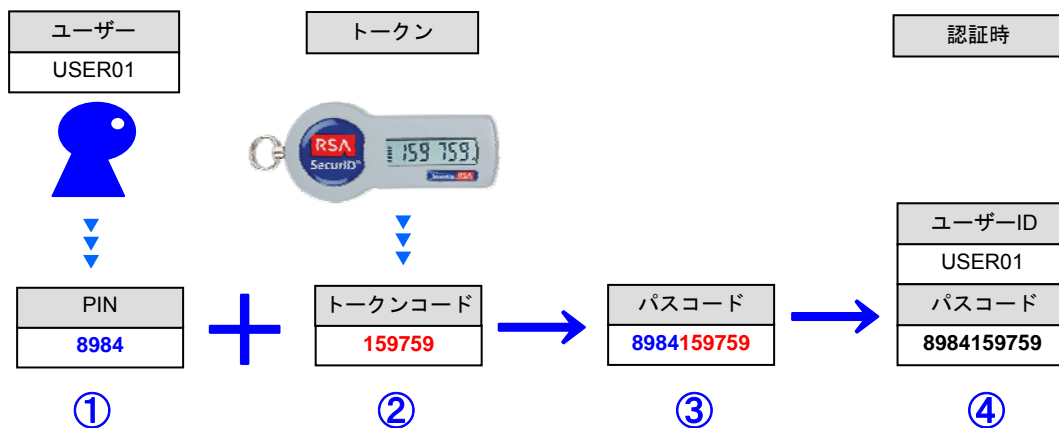 ユーザー
USER01
トークン
認証時
RSA
SecurID
159 759
PIN
8984
トークンコード
159759
パスコード
8984159759
ユーザーID
USER01
パスコード
8984159759
①
②
③
④